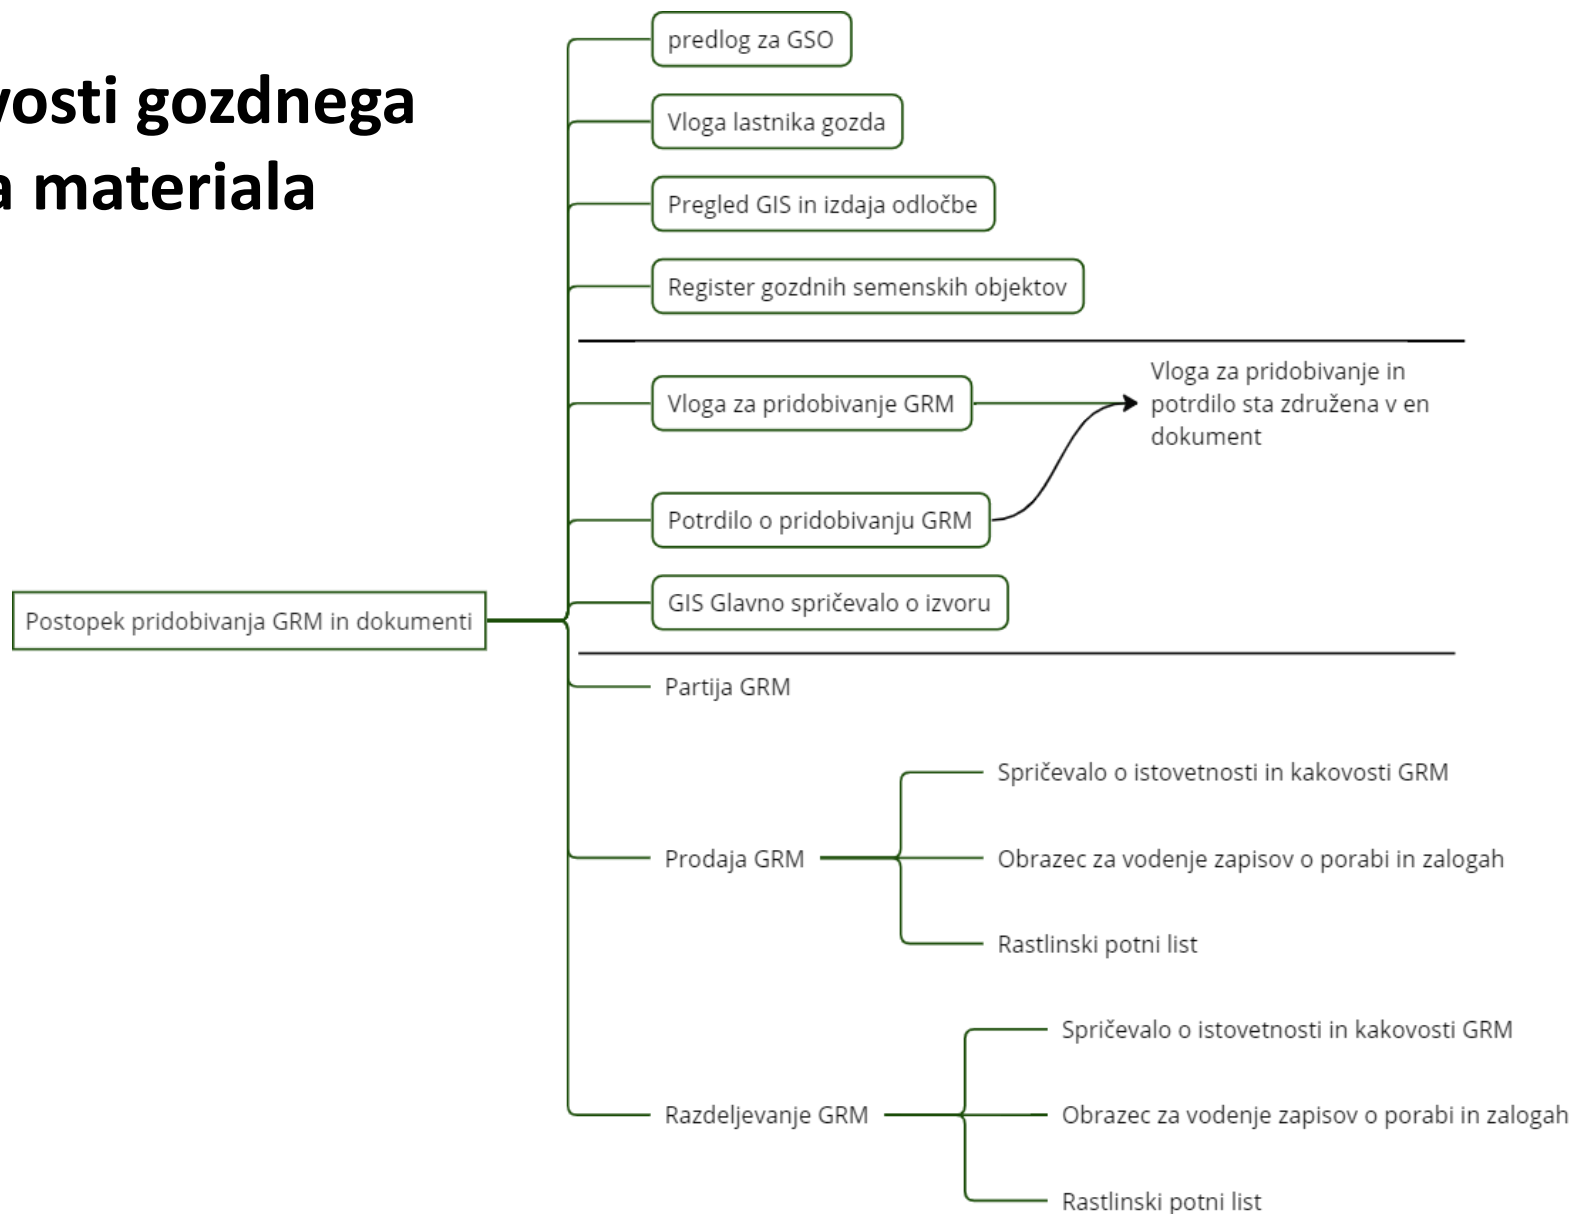 gozdnega
materiala
predlog za GSO
Vloga lastnika gozda
Pregled GIS in izdaja odločbe
Register gozdnih semenskih objektov
Vloga za pridobivanje GRM
Vloga za pridobivanje in
potrdilo sta združena v en
dokument
Potrdilo o pridobivanju GRM
GIS Glavno spričevalo o izvoru
Postopek pridobivanja GRM in dokumenti
Partija GRM
Prodaja GRM
Spričevalo o istovetnosti in kakovosti GRM
Obrazec za vodenje zapisov o porabi in zalogah
Rastlinski potni list
Razdeljevanje GRM
Spričevalo o istovetnosti in kakovosti GRM
Obrazec za vodenje zapisov o porabi in zalogah
Rastlinski potni list